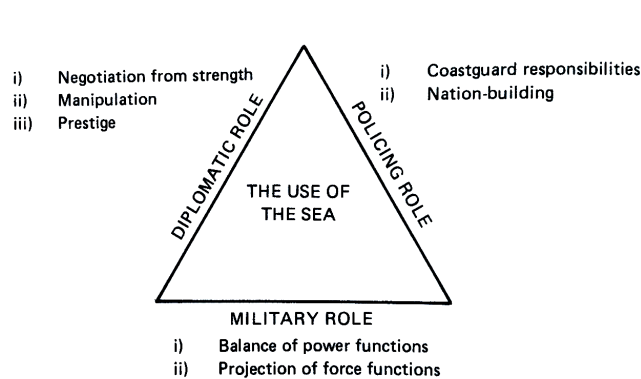 i) Negotiation from strength
ii) Manipulation
iii) Prestige
i) Coastguard responsibilities
ii) Nation-building
DIPLOMATIC ROLE
POLICING ROLE
THE USE OF
THE SEA
MILITARY ROLE
i) Balance of power functions
ii) Projection of force functions